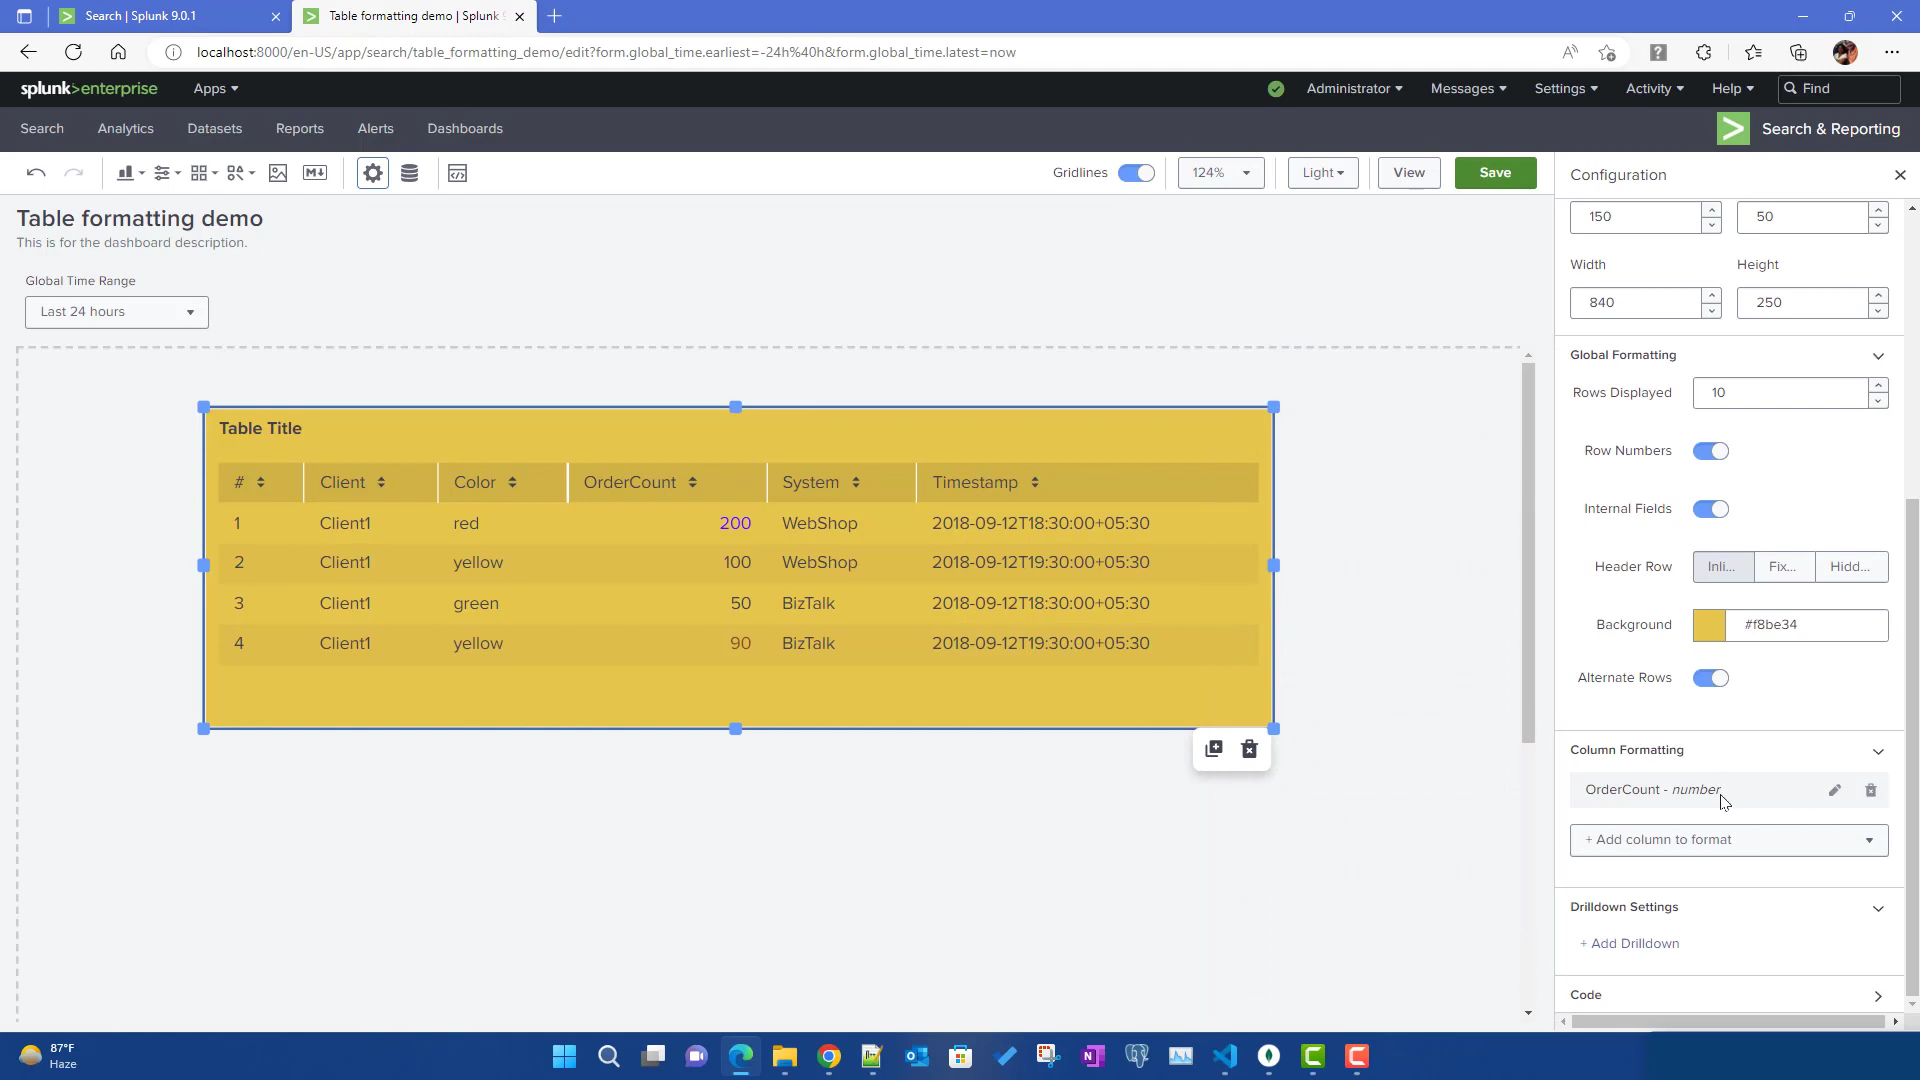 Search | Splunk 9.0.1
Table formatting demo | Splunk
localhost:8000/en-US/app/search/table_formatting_demo/edit?form.global_time.earliest=-24h%40h&form.global_time.latest=now
splunk>enterprise
Apps
Administrator
Messages
Settings
Activity
Help
Find
Search
Analytics
Datasets
Reports
Alerts
Dashboards
Search & Reporting
Gridlines
124%
Light
View
Save
Configuration
Table formatting demo
This is for the dashboard description.
Global Time Range
Last 24 hours
Table Title
# Client Color OrderCount System Timestamp
1 Client1 red 200 WebShop 2018-09-12T18:30:00+05:30
2 Client1 yellow 100 WebShop 2018-09-12T19:30:00+05:30
3 Client1 green 50 BizTalk 2018-09-12T18:30:00+05:30
4 Client1 yellow 90 BizTalk 2018-09-12T19:30:00+05:30
150 50
Width Height
840 250
Global Formatting
Rows Displayed 10
Row Numbers
Internal Fields
Header Row Inli... Fix... Hidd...
Background #f8be34
Alternate Rows
Column Formatting
OrderCount - number
+ Add column to format
Drilldown Settings
+ Add Drilldown
Code
87°F
Haze